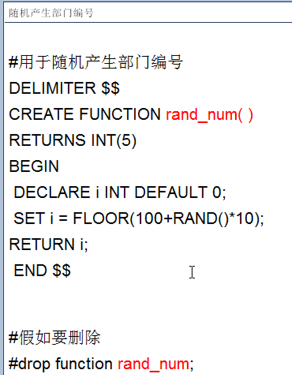 随机产生部门编号
#用于随机产生部门编号
DELIMITER $$
CREATE FUNCTION rand_num( )
RETURNS INT(5)
BEGIN
DECLARE i INT DEFAULT 0;
SET i = FLOOR(100+RAND()*10);
RETURN i;
END $$
#假如要删除
#drop function rand_num;